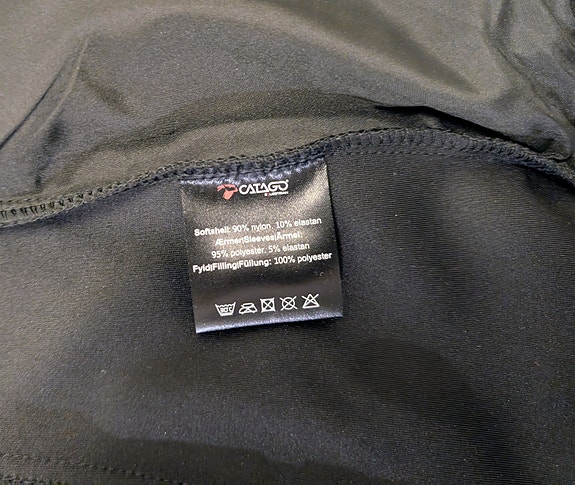 CATAGO
Softshell: 90% nylon, 10% elastan
Ærmer|Sleeves|Ärmel:
95% polyester, 5% elastan
Fyld|Filling|Füllung: 100% polyester